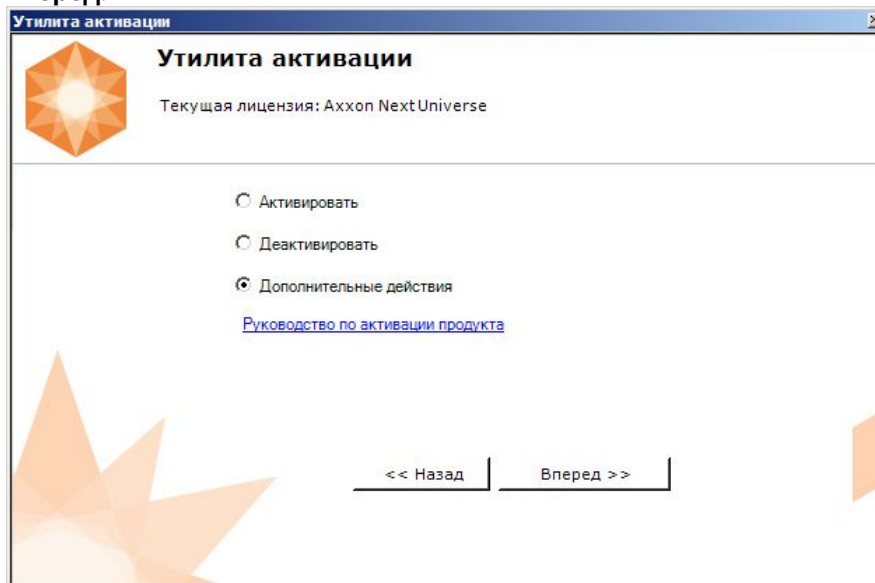 Утилита активации
Утилита активации
Текущая лицензия: Axxon Next Universe
Активировать
Деактивировать
Дополнительные действия
Руководство по активации продукта
<< Назад
Вперед >>